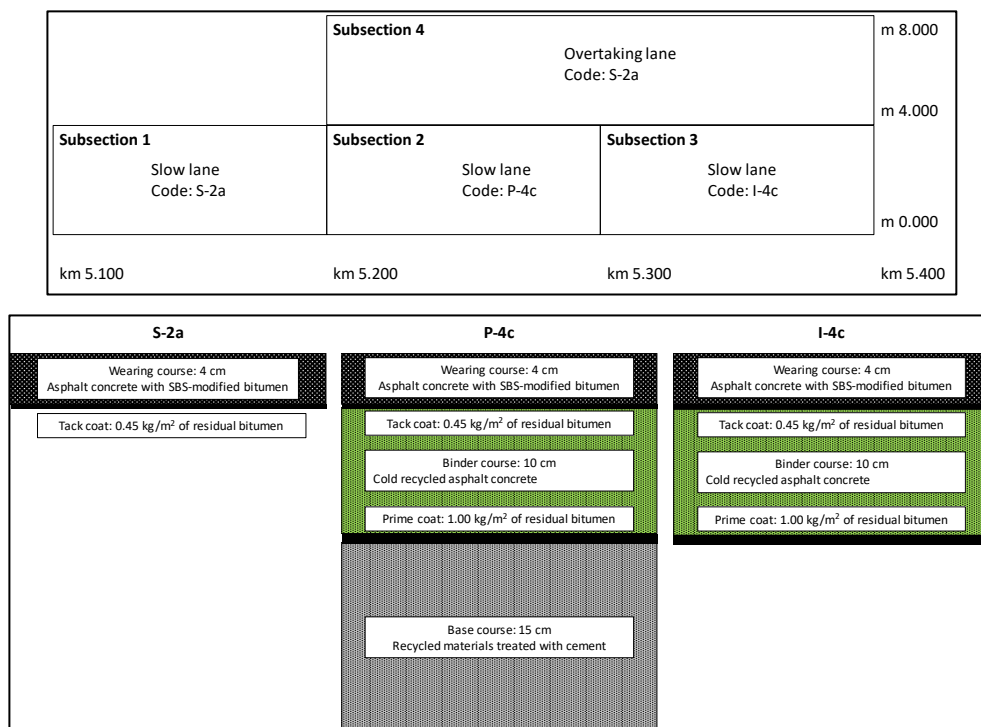 Subsection 4
Overtaking lane
Code: S-2a
m 8.000
m 4.000
Subsection 1
Slow lane
Code: S-2a
Subsection 2
Slow lane
Code: P-4c
Subsection 3
Slow lane
Code: I-4c
m 0.000
km 5.100
km 5.200
km 5.300
km 5.400
S-2a
Wearing course: 4 cm
Asphalt concrete with SBS-modified bitumen
Tack coat: 0.45 kg/m² of residual bitumen
P-4c
Wearing course: 4 cm
Asphalt concrete with SBS-modified bitumen
Tack coat: 0.45 kg/m² of residual bitumen
Binder course: 10 cm
Cold recycled asphalt concrete
Prime coat: 1.00 kg/m² of residual bitumen
Base course: 15 cm
Recycled materials treated with cement
I-4c
Wearing course: 4 cm
Asphalt concrete with SBS-modified bitumen
Tack coat: 0.45 kg/m² of residual bitumen
Binder course: 10 cm
Cold recycled asphalt concrete
Prime coat: 1.00 kg/m² of residual bitumen